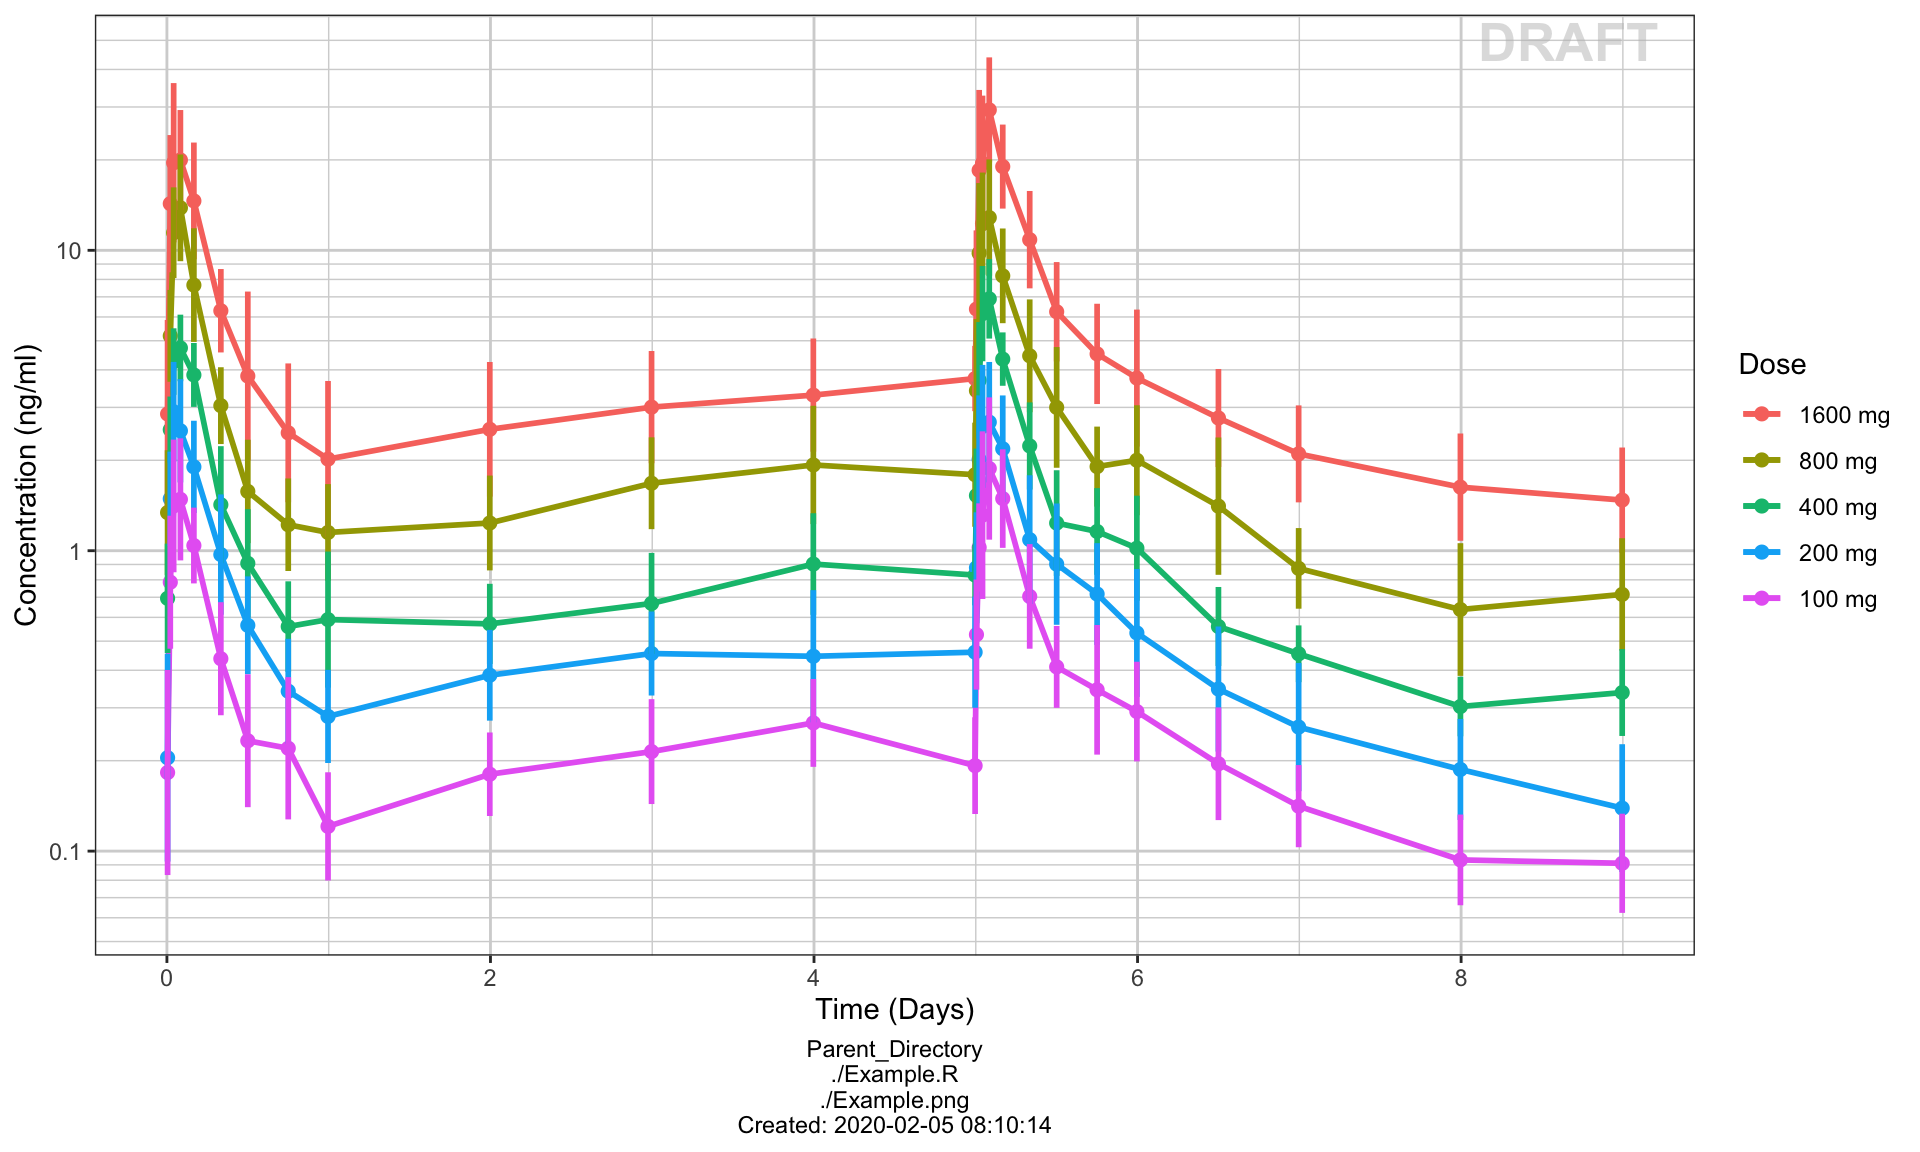 DRAFT
10
1
0.1
Concentration (ng/ml)
0
2
4
6
8
Time (Days)
Dose
1600 mg
800 mg
400 mg
200 mg
100 mg
Parent_Directory
./Example.R
./Example.png
Created: 2020-02-05 08:10:14